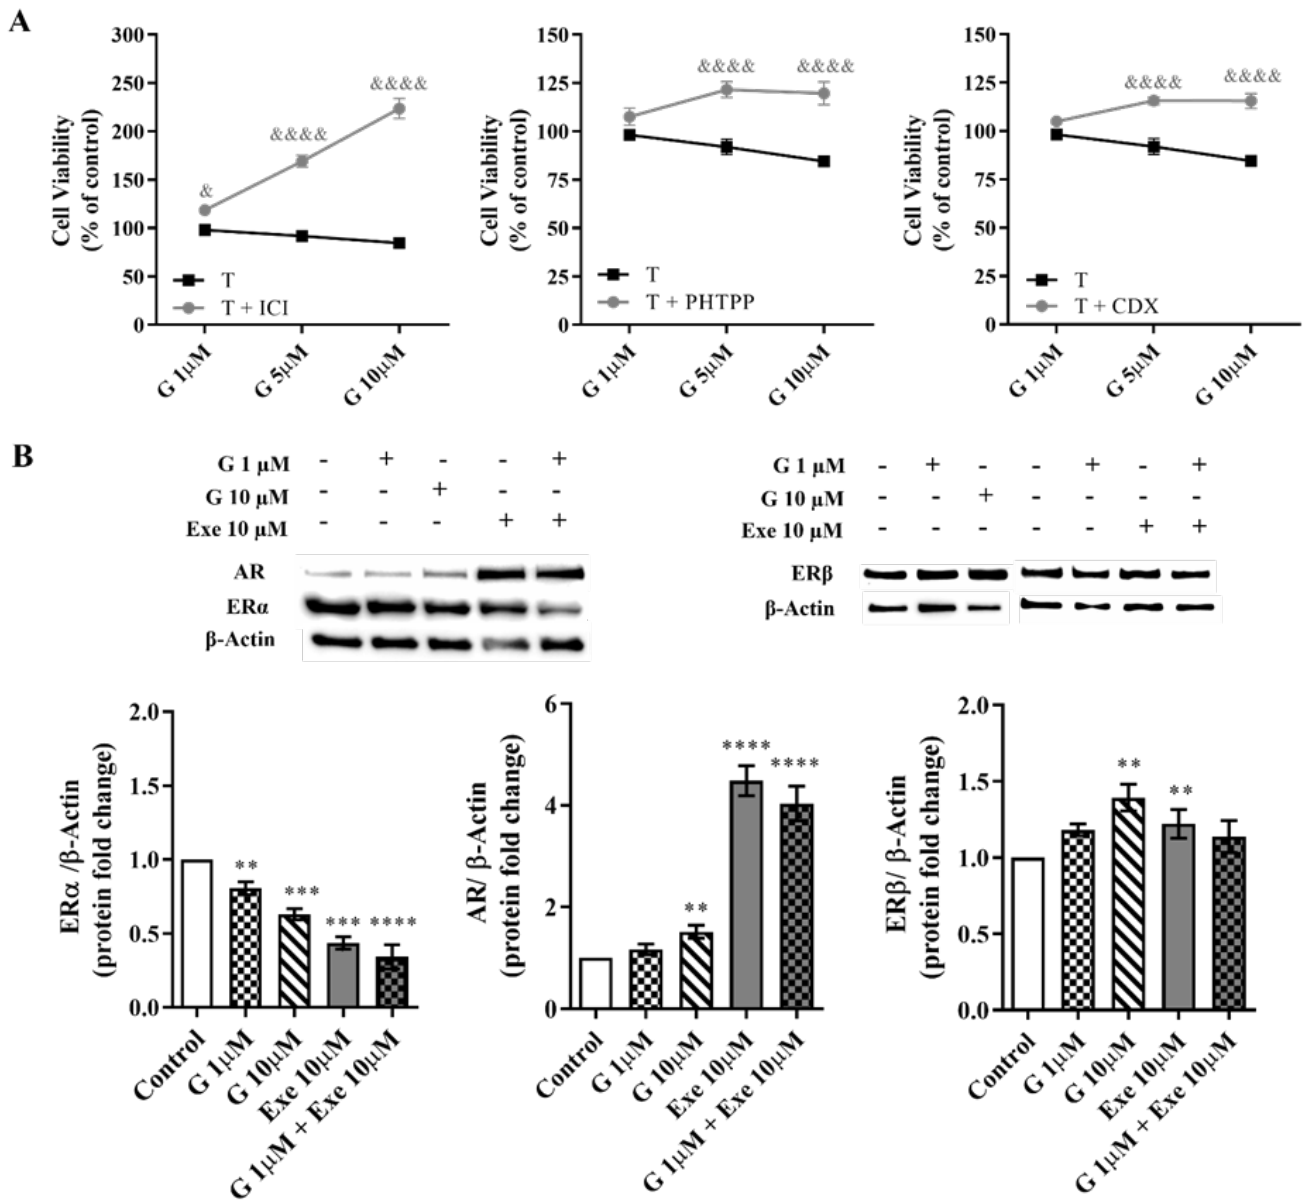 A
300
250
200
150
100
50
0
Cell Viability
(% of control)
&
&&&&
&&&&
T
T + ICI
G 1μM
G 5μM
G 10μM
150
125
100
75
50
25
0
Cell Viability
(% of control)
&&&&
&&&&
T
T + PHTPP
G 1μM
G 5μM
G 10μM
150
125
100
75
50
25
0
Cell Viability
(% of control)
&&&&
&&&&
T
T + CDX
G 1μM
G 5μM
G 10μM
B
G 1 μM - + - - +
G 10 μM - - + - -
Exe 10 μM - - - + +
AR
ERα
β-Actin
G 1 μM - + - - + - +
G 10 μM - - + - - - -
Exe 10 μM - - - - - + +
ERβ
β-Actin
2.0
1.5
1.0
0.5
0.0
ERα /β-Actin
(protein fold change)
**
***
***
****
Control
G 1μM
G 10μM
Exe 10μM
G 1μM + Exe 10μM
6
4
2
0
AR/ β-Actin
(protein fold change)
**
****
****
Control
G 1μM
G 10μM
Exe 10μM
G 1μM + Exe 10μM
2.0
1.5
1.0
0.5
0.0
ERβ/ β-Actin
(protein fold change)
**
**
Control
G 1μM
G 10μM
Exe 10μM
G 1μM + Exe 10μM